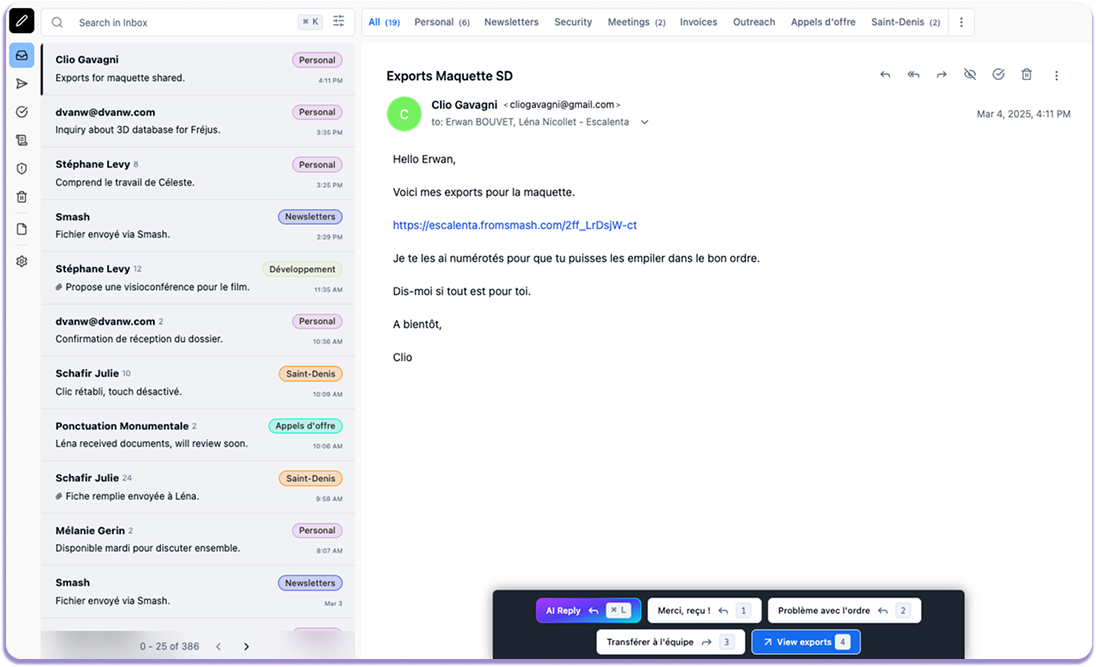 Search in Inbox
⌘ K
All (19)
Personal (6)
Newsletters
Security
Meetings (2)
Invoices
Outreach
Appels d'offre
Saint-Denis (2)
Clio Gavagni
Personal
Exports for maquette shared.
4:11 PM
dvanw@dvanw.com
Personal
Inquiry about 3D database for Fréjus.
3:35 PM
Stéphane Levy 8
Personal
Comprend le travail de Céleste.
3:25 PM
Smash
Newsletters
Fichier envoyé via Smash.
2:29 PM
Stéphane Levy 12
Développement
Propose une visioconférence pour le film.
11:35 AM
dvanw@dvanw.com 2
Personal
Confirmation de réception du dossier.
10:36 AM
Schafir Julie 10
Saint-Denis
Clic rétabli, touch désactivé.
10:09 AM
Ponctuation Monumentale 2
Appels d'offre
Léna received documents, will review soon.
10:06 AM
Schafir Julie 24
Saint-Denis
Fiche remplie envoyée à Léna.
9:58 AM
Mélanie Gerin 2
Personal
Disponible mardi pour discuter ensemble.
8:07 AM
Smash
Newsletters
Fichier envoyé via Smash.
Mar 3
0 - 25 of 386
Exports Maquette SD
C
Clio Gavagni <cliogavagni@gmail.com>
to: Erwan BOUVET, Léna Nicollet - Escalenta
Mar 4, 2025, 4:11 PM
Hello Erwan,
Voici mes exports pour la maquette.
https://escalenta.fromsmash.com/2ff_LrDsjW-ct
Je te les ai numérotés pour que tu puisses les empiler dans le bon ordre.
Dis-moi si tout est pour toi.
A bientôt,
Clio
AI Reply ⌘ L
Merci, reçu ! 1
Problème avec l'ordre 2
Transférer à l'équipe 3
View exports 4